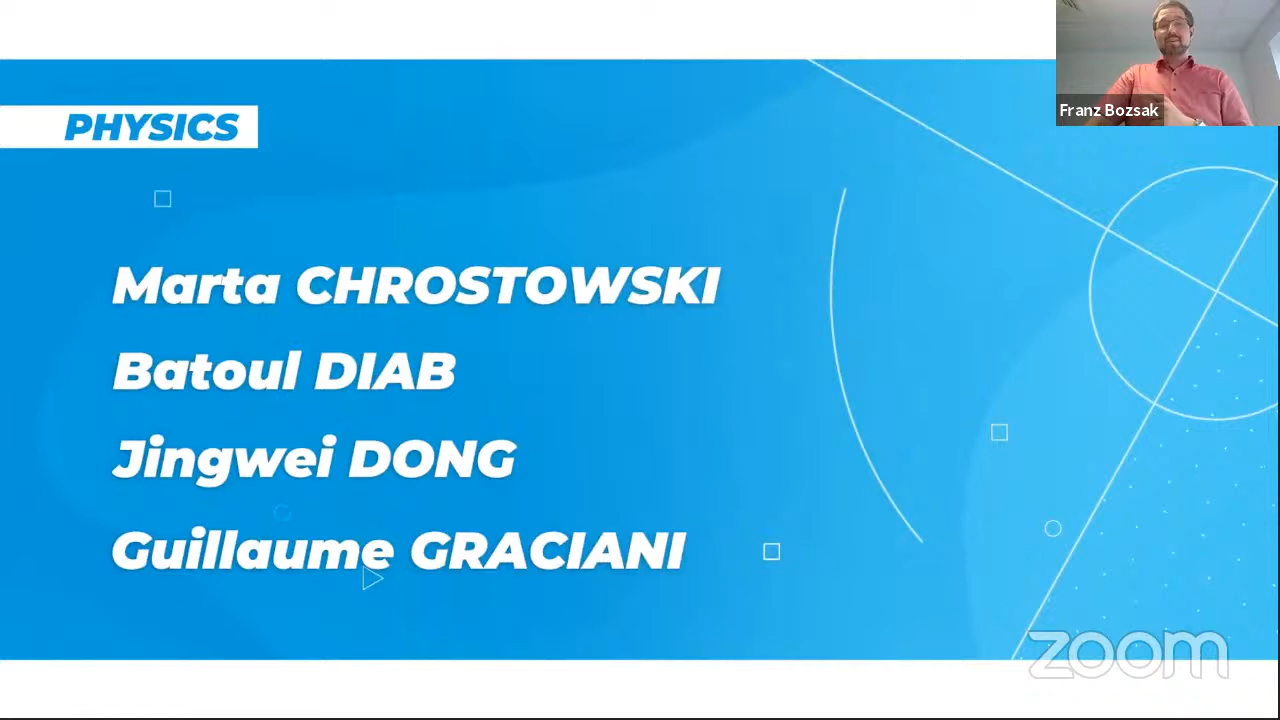 PHYSICS
Franz Bozsak
Marta CHROSTOWSKI
Batoul DIAB
Jingwei DONG
Guillaume GRACIANI
zoom